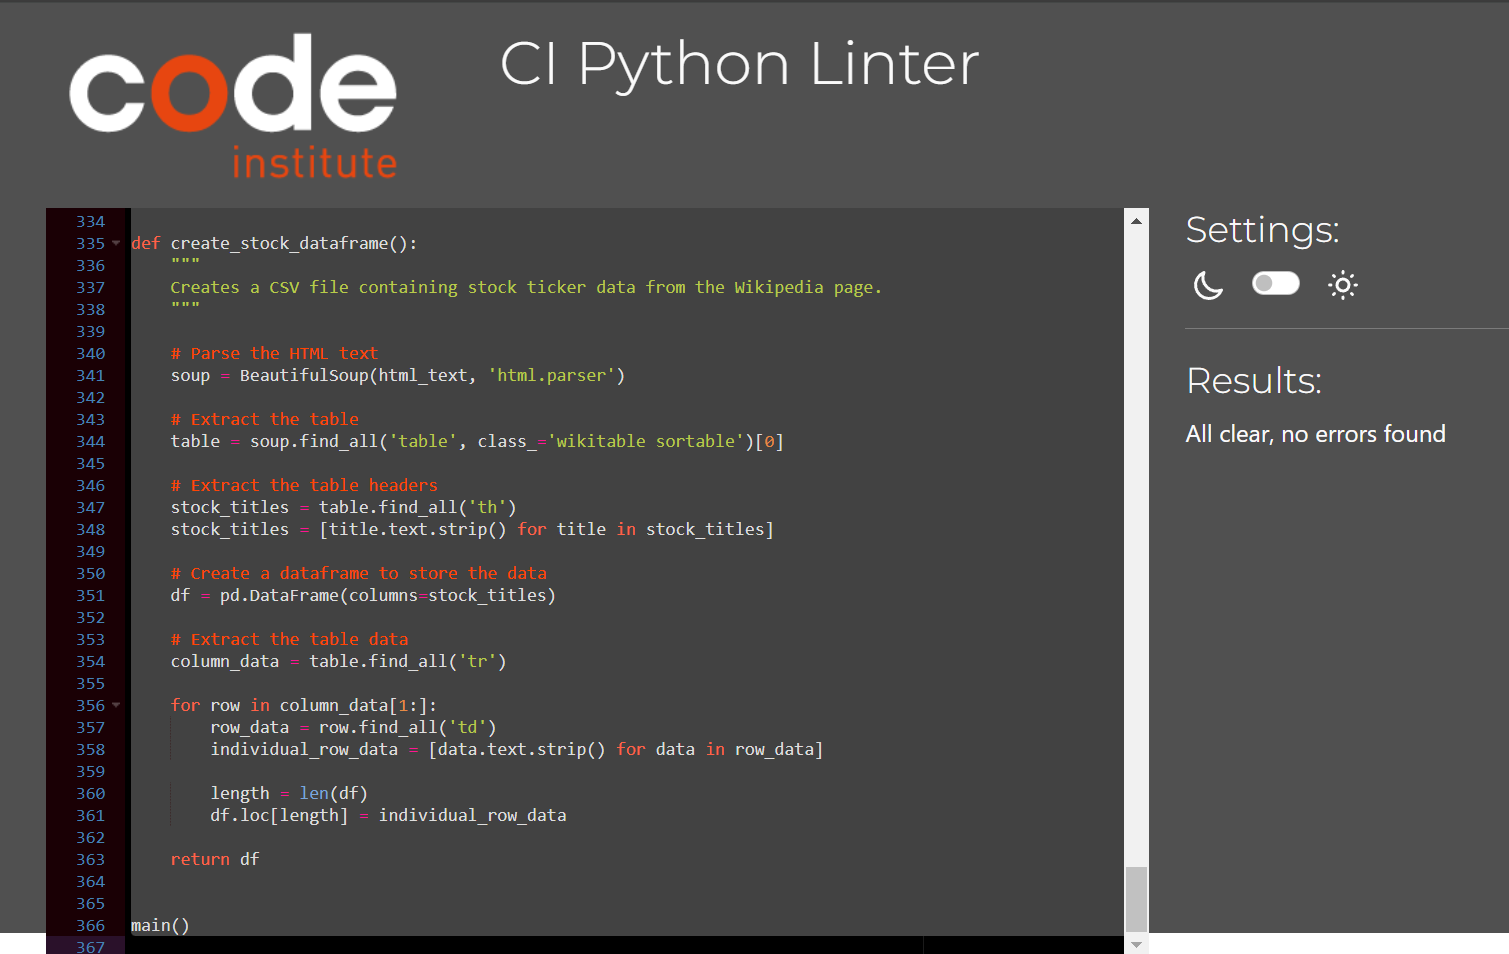 code
institute
CI Python Linter
334
335 def create_stock_dataframe():
336     """
337     Creates a CSV file containing stock ticker data from the Wikipedia page.
338     """
339
340     # Parse the HTML text
341     soup = BeautifulSoup(html_text, 'html.parser')
342
343     # Extract the table
344     table = soup.find_all('table', class_='wikitable sortable')[0]
345
346     # Extract the table headers
347     stock_titles = table.find_all('th')
348     stock_titles = [title.text.strip() for title in stock_titles]
349
350     # Create a dataframe to store the data
351     df = pd.DataFrame(columns=stock_titles)
352
353     # Extract the table data
354     column_data = table.find_all('tr')
355
356     for row in column_data[1:]:
357         row_data = row.find_all('td')
358         individual_row_data = [data.text.strip() for data in row_data]
359
360         length = len(df)
361         df.loc[length] = individual_row_data
362
363     return df
364
365
366 main()
367
Settings:
Results:
All clear, no errors found